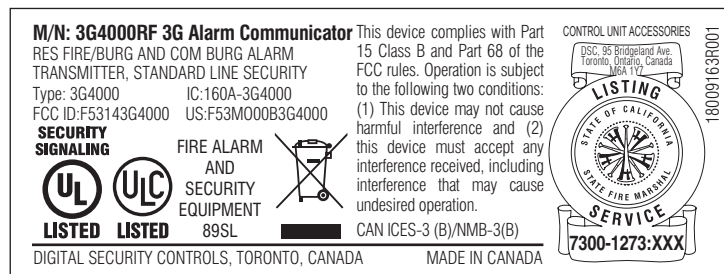 M/N: 3G4000RF 3G Alarm Communicator
RES FIRE/BURG AND COM BURG ALARM
TRANSMITTER, STANDARD LINE SECURITY
Type: 3G4000 IC:160A-3G4000
FCC ID:F53143G4000 US:F53MO00B3G4000
SECURITY
SIGNALING
UL
LISTED
ULC
LISTED
FIRE ALARM
AND
SECURITY
EQUIPMENT
89SL
This device complies with Part
15 Class B and Part 68 of the
FCC rules. Operation is subject
to the following two conditions:
(1) This device may not cause
harmful interference and (2)
this device must accept any
interference received, including
interference that may cause
undesired operation.
CAN ICES-3 (B)/NMB-3(B)
DIGITAL SECURITY CONTROLS, TORONTO, CANADA MADE IN CANADA
CONTROL UNIT ACCESSORIES
DSC, 95 Bridgeland Ave.
Toronto, Ontario, Canada
M6A 1Y7
LISTING
STATE OF CALIFORNIA
STATE FIRE MARSHAL
SERVICE
7300-1273:XXX
18009163R001